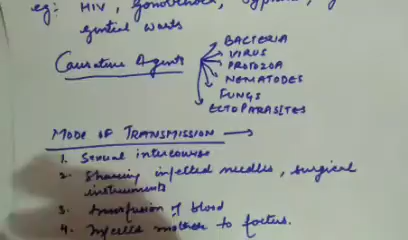 eg: HIV, Gonorrhoea, Syphilis,
genital warts
Causative Agents
BACTERIA
VIRUS
PROTOZOA
NEMATODES
FUNGS
ECTOPARASITES
MODE OF TRANSMISSION →
1. Sexual intercourse
2. Sharing infected needles, surgical
instruments
3. Transfusion of blood
4. Infected mother to foetus.